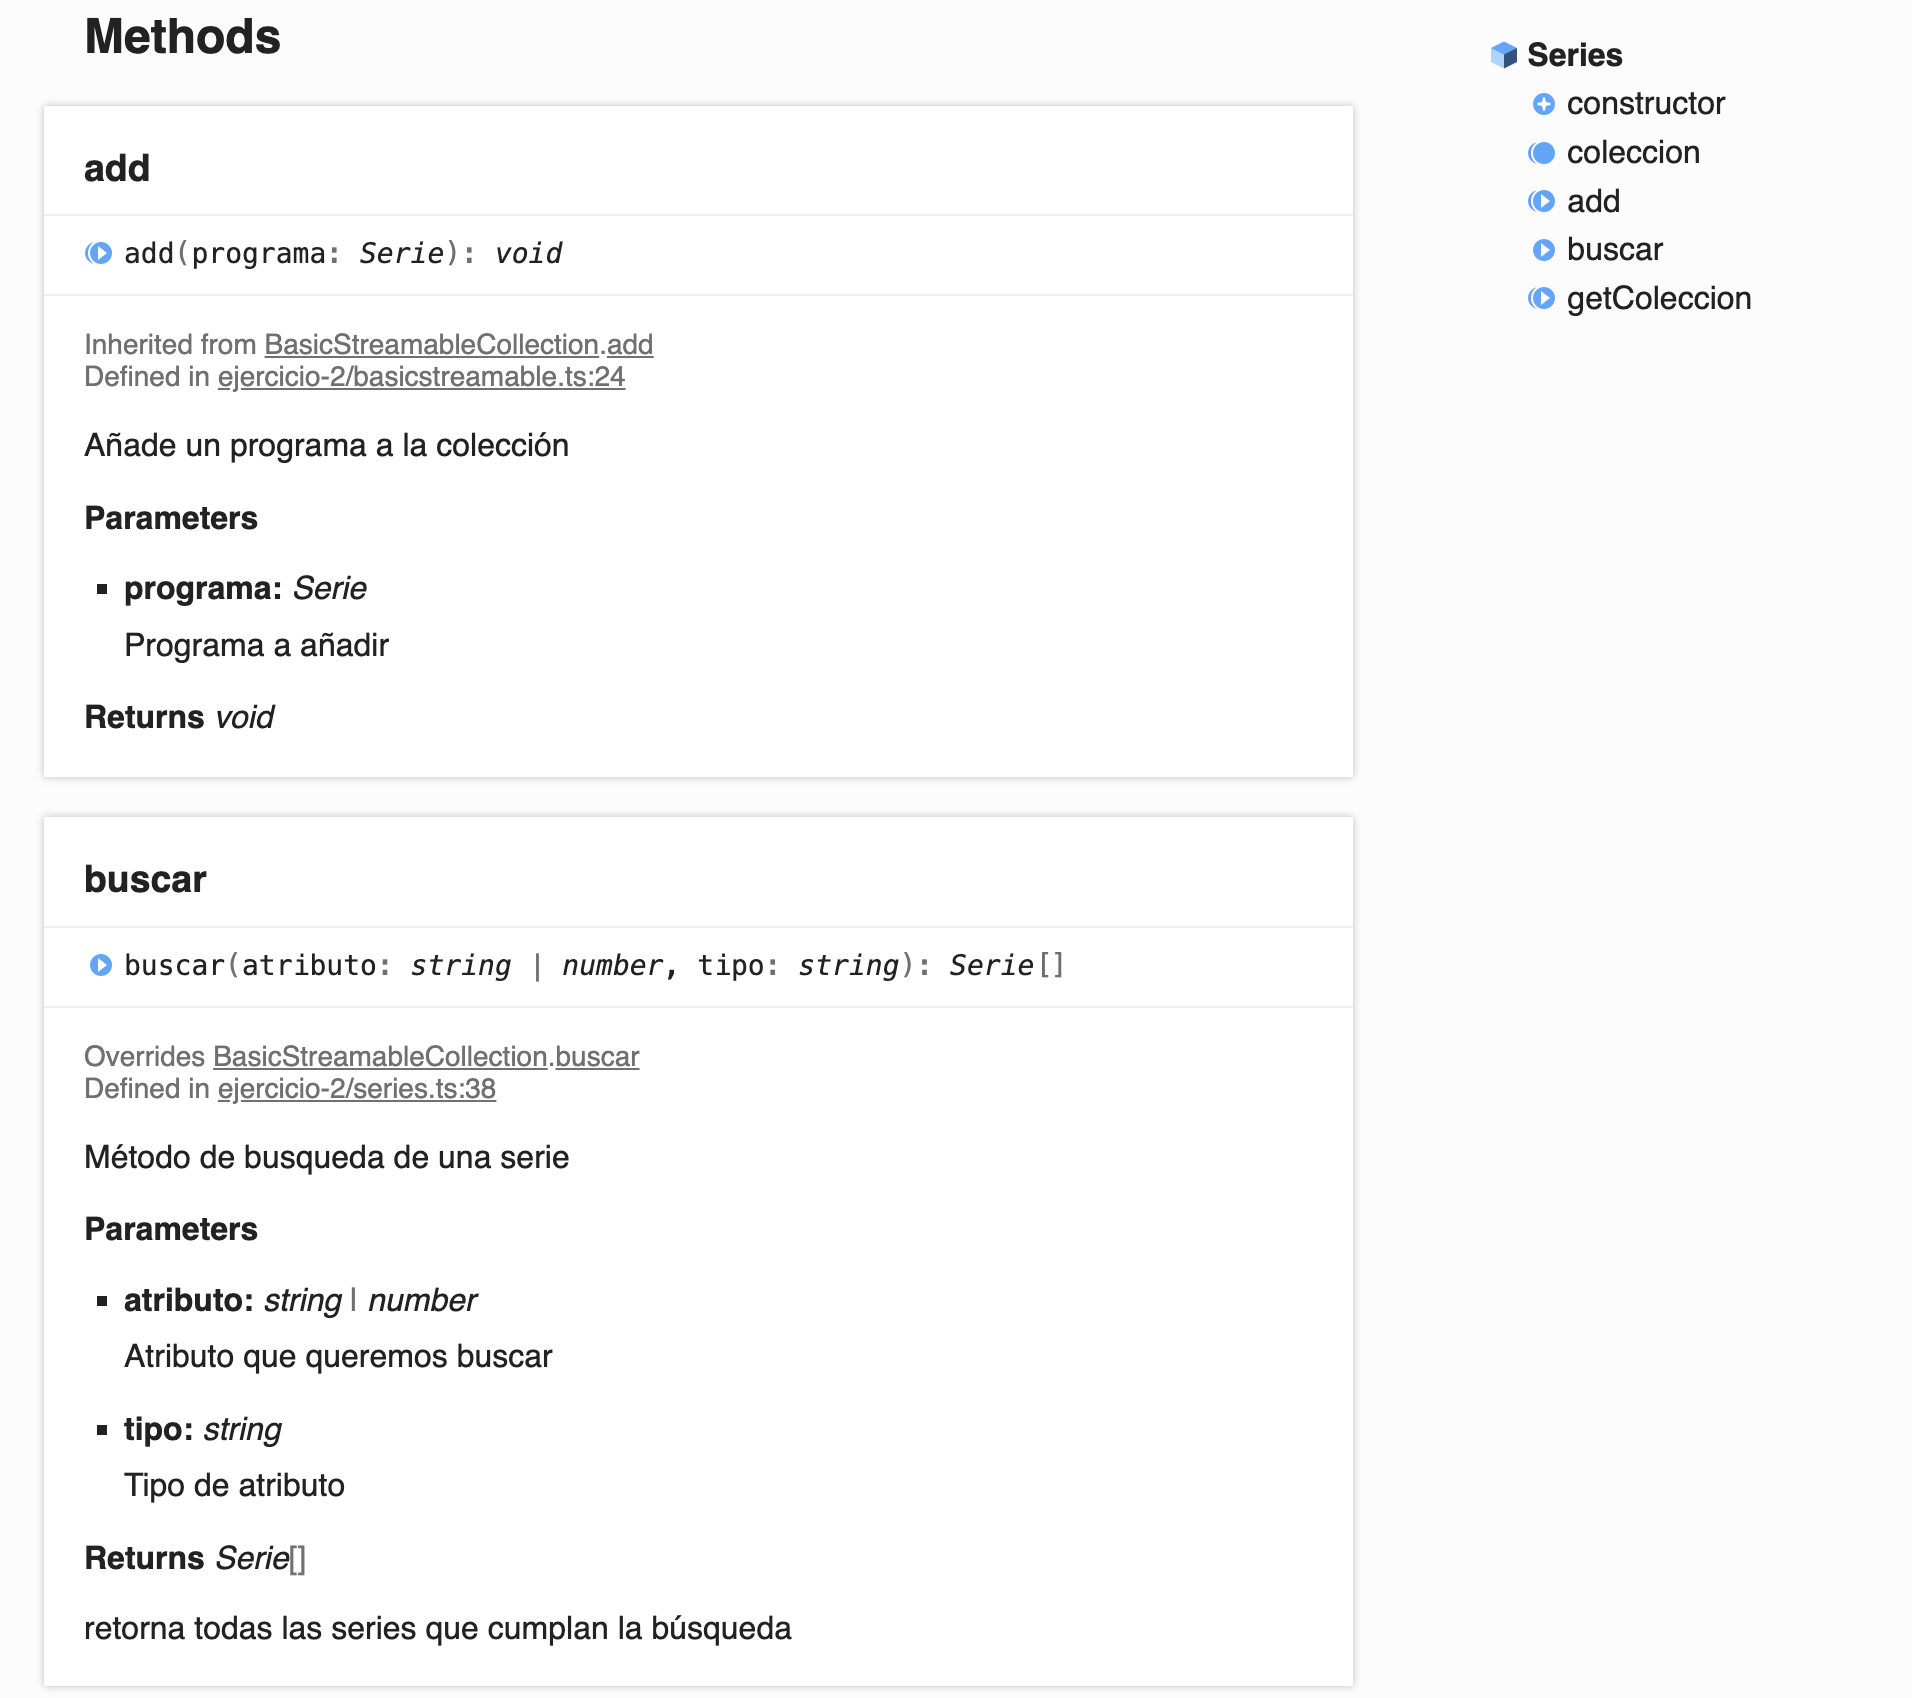 Methods
add
add(programa: Serie): void
Inherited from BasicStreamableCollection.add
Defined in ejercicio-2/basicstreamable.ts:24
Añade un programa a la colección
Parameters
programa: Serie
Programa a añadir
Returns void
buscar
buscar(atributo: string | number, tipo: string): Serie[]
Overrides BasicStreamableCollection.buscar
Defined in ejercicio-2/series.ts:38
Método de busqueda de una serie
Parameters
atributo: string | number
Atributo que queremos buscar
tipo: string
Tipo de atributo
Returns Serie[]
retorna todas las series que cumplan la búsqueda
Series
constructor
coleccion
add
buscar
getColeccion